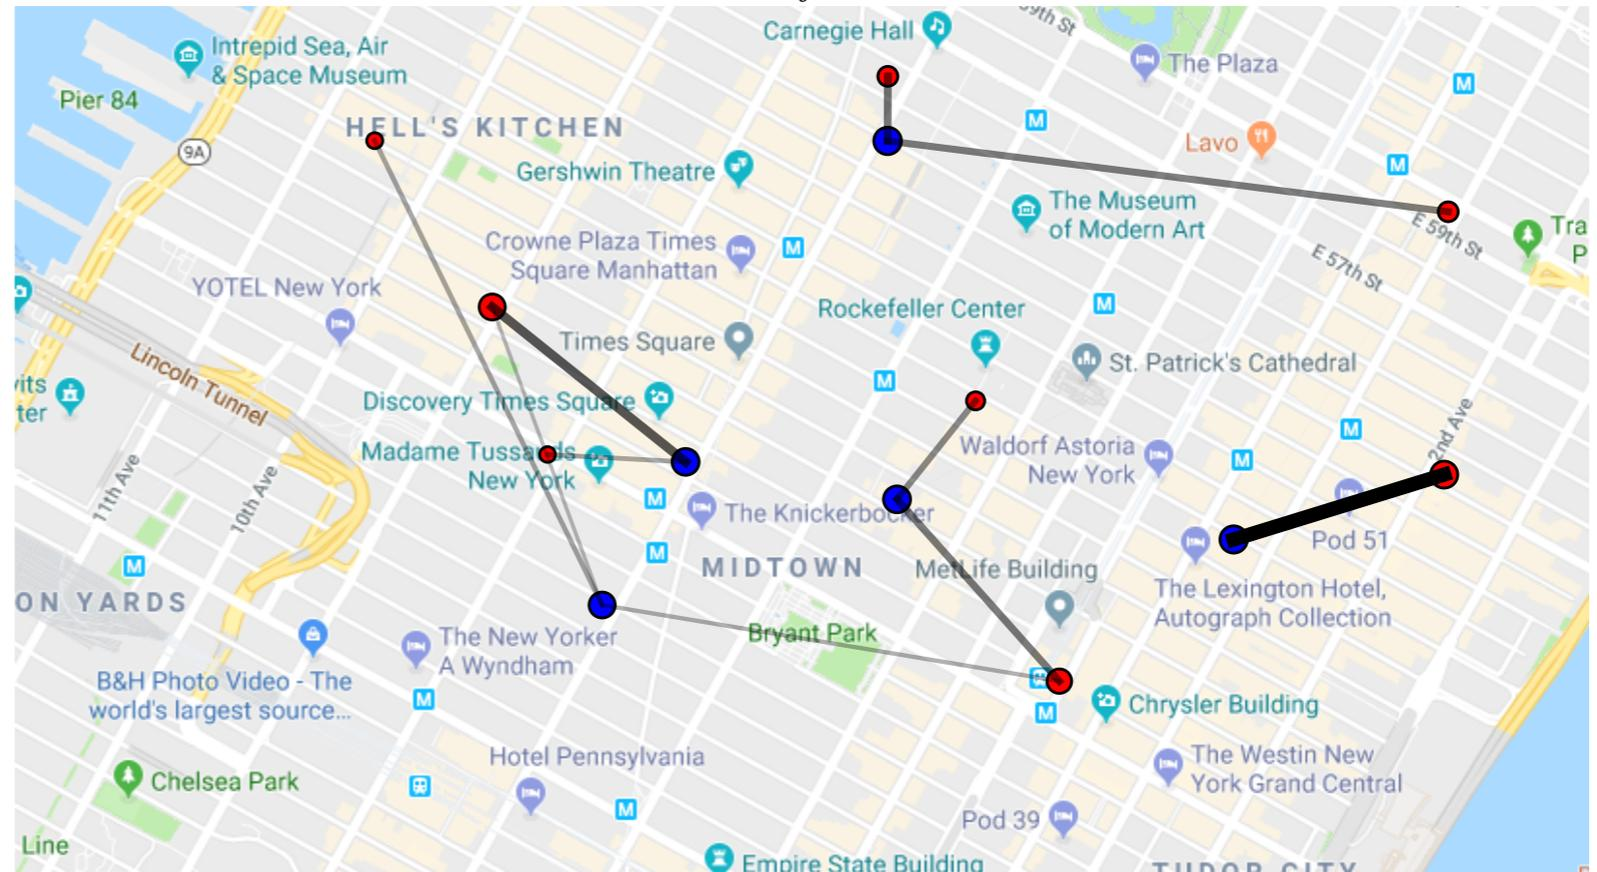 Carnegie Hall
59th St
The Plaza
Intrepid Sea, Air
& Space Museum
Pier 84
HELL'S KITCHEN
9A
M
M
Lavo
M
Gershwin Theatre
The Museum
of Modern Art
E 59th St
Tra
P
Crowne Plaza Times
Square Manhattan
M
E 57th St
YOTEL New York
M
Rockefeller Center
Times Square
St. Patrick's Cathedral
Lincoln Tunnel
vits
ter
M
Discovery Times Square
2nd Ave
M
Madame Tussauds
New York
Waldorf Astoria
New York
M
11th Ave
10th Ave
M
The Knickerbocker
Pod 51
M
M
MIDTOWN
MetLife Building
The Lexington Hotel,
Autograph Collection
ON YARDS
Bryant Park
The New Yorker
A Wyndham
B&H Photo Video - The
world's largest source...
M
M
Chrysler Building
Hotel Pennsylvania
The Westin New
York Grand Central
Chelsea Park
M
Pod 39
Line
Empire State Building
TUDOR CITY